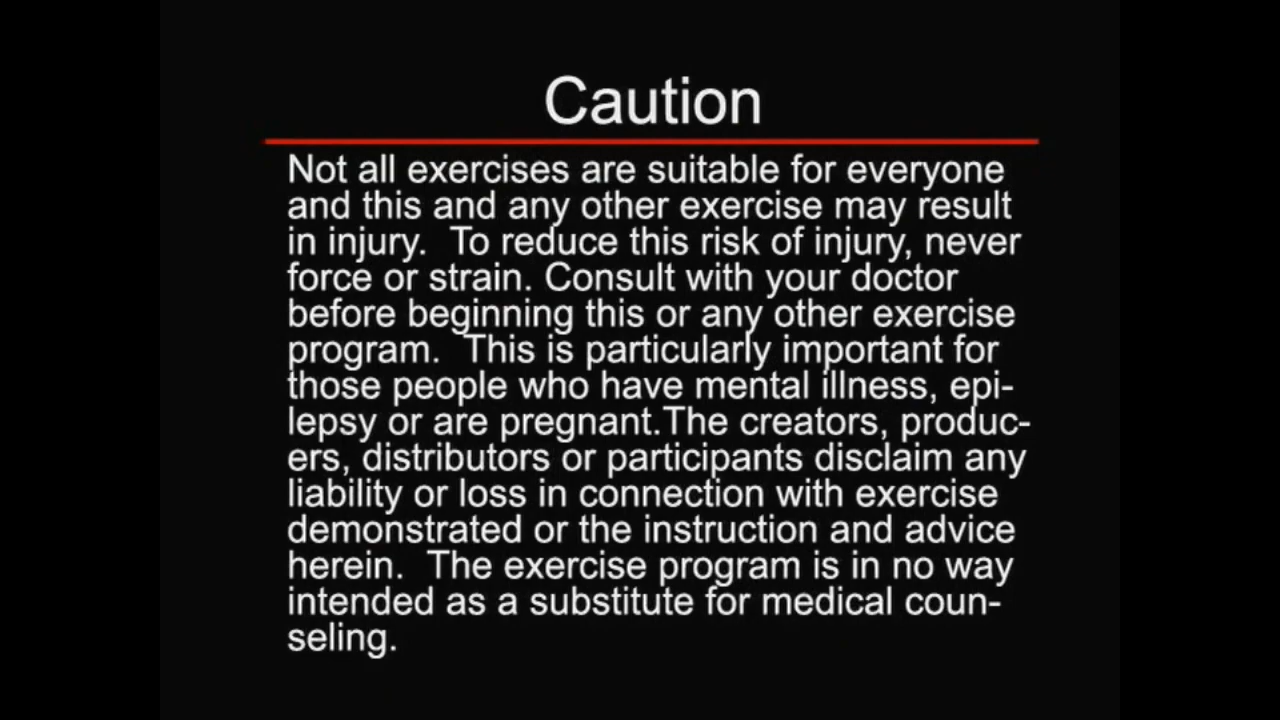 Caution
Not all exercises are suitable for everyone
and this and any other exercise may result
in injury.  To reduce this risk of injury, never
force or strain. Consult with your doctor
before beginning this or any other exercise
program.  This is particularly important for
those people who have mental illness, epi-
lepsy or are pregnant.The creators, produc-
ers, distributors or participants disclaim any
liability or loss in connection with exercise
demonstrated or the instruction and advice
herein.  The exercise program is in no way
intended as a substitute for medical coun-
seling.